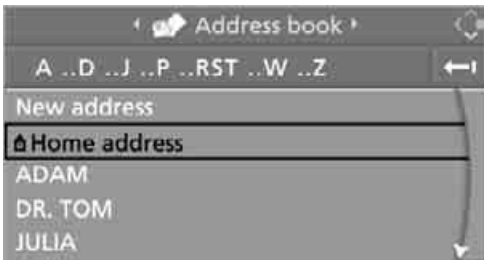 Address book
A ..D ..J ..P ..RST ..W ..Z
New address
Home address
ADAM
DR. TOM
JULIA